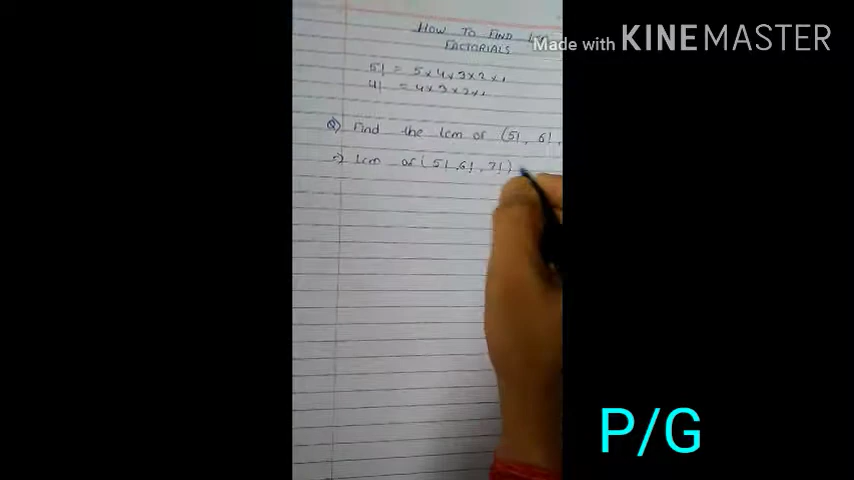 HOW TO FIND
FACTORIALS
Made with KINEMASTER
5! = 5×4×3×2×1
4! = 4×3×2×1
Q) Find the lcm of (5!, 6!,
→ lcm of (5!, 6!, 7!)
P/G